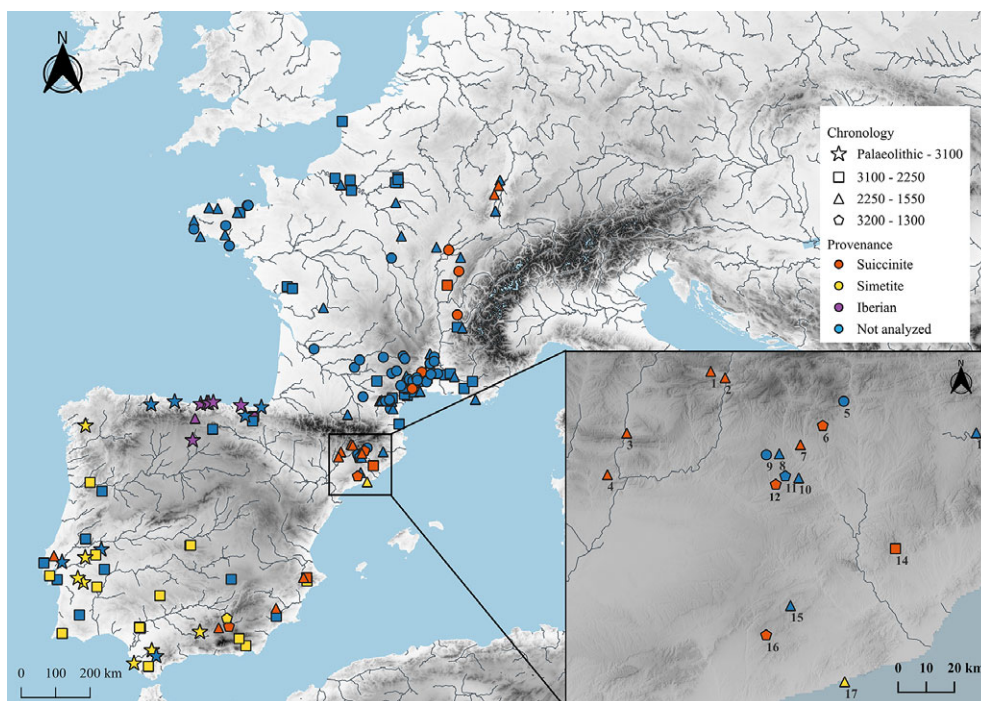 N
Chronology
Palaeolithic - 3100
3100 - 2250
2250 - 1550
3200 - 1300
Provenance
Suiccinite
Simetite
Iberian
Not analyzed
N
1
2
3
4
5
6
7
8
9
10
11
12
1
14
15
16
17
0 100 200 km
0 10 20 km